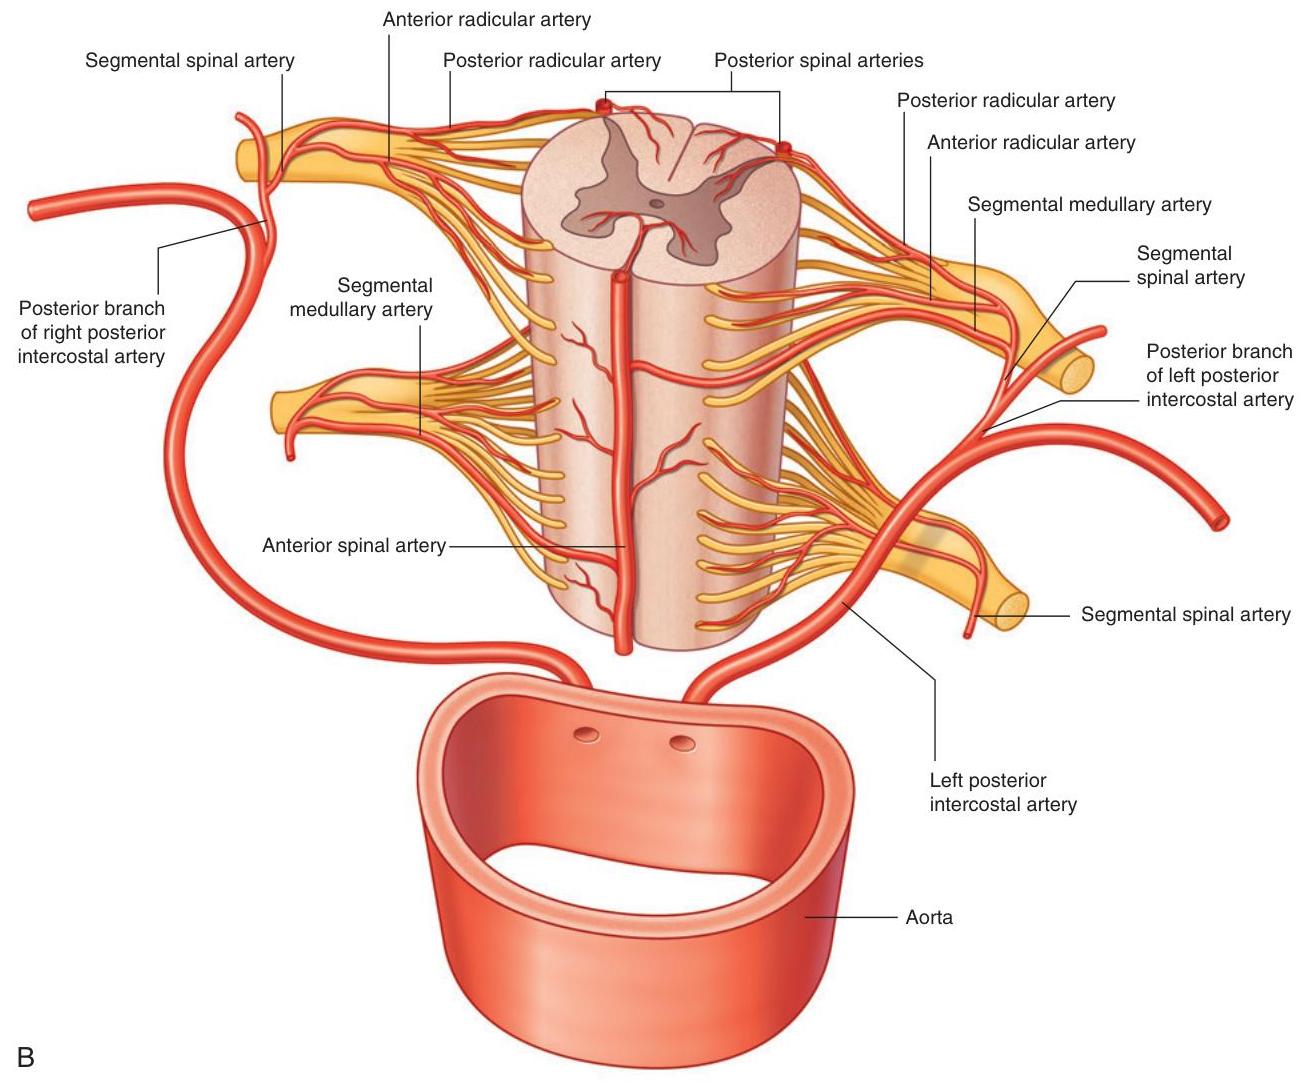 Anterior radicular artery
Segmental spinal artery
Posterior radicular artery
Posterior spinal arteries
Posterior radicular artery
Anterior radicular artery
Segmental medullary artery
Segmental
spinal artery
Posterior branch
of right posterior
intercostal artery
Segmental
medullary artery
Posterior branch
of left posterior
intercostal artery
Anterior spinal artery
Segmental spinal artery
Left posterior
intercostal artery
Aorta
B